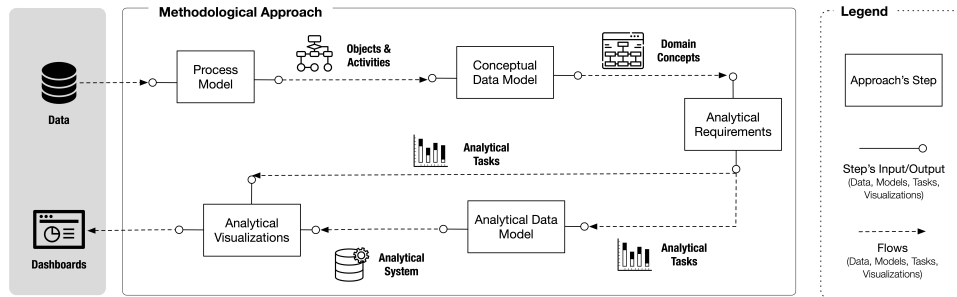 Methodological Approach
Legend
Data
Process
Model
Objects &
Activities
Conceptual
Data Model
Domain
Concepts
Analytical
Requirements
Analytical
Tasks
Analytical
Visualizations
Analytical Data
Model
Analytical
System
Analytical
Tasks
Dashboards
Approach's Step
Step's Input/Output
(Data, Models, Tasks,
Visualizations)
Flows
(Data, Models, Tasks,
Visualizations)